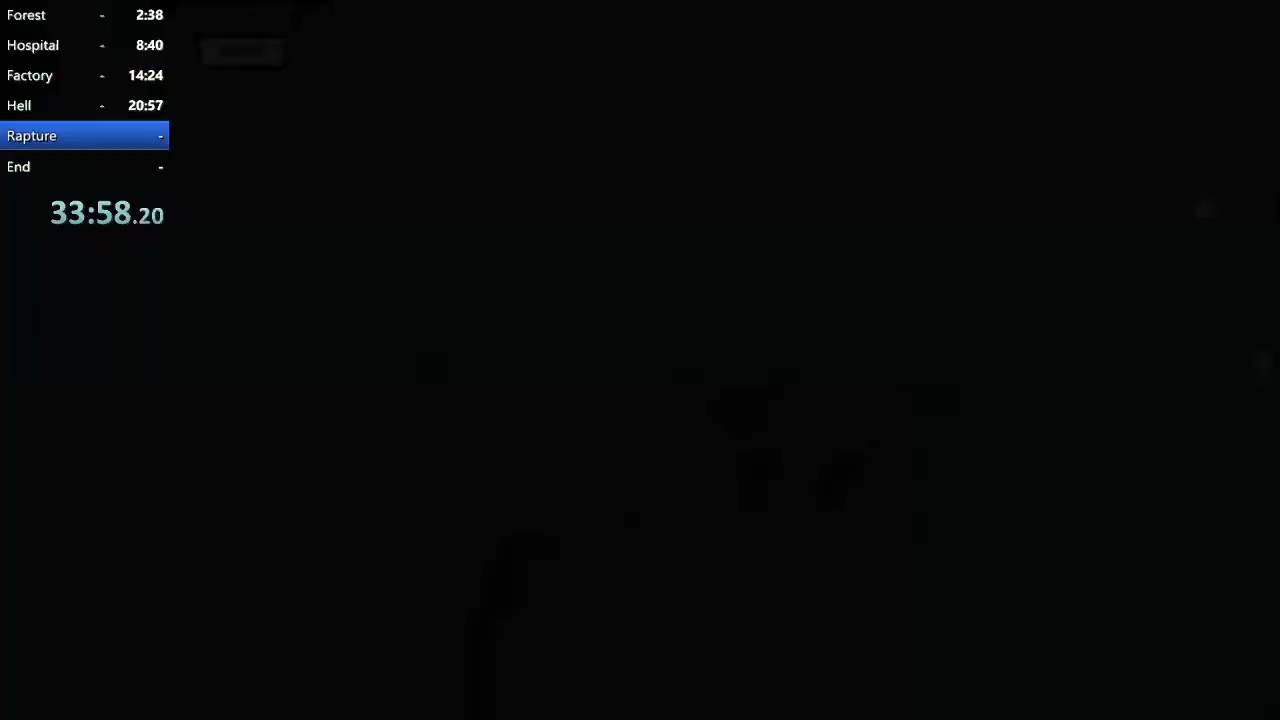 Forest - 2:38
Hospital - 8:40
Factory - 14:24
Hell - 20:57
Rapture -
End -
33:58.20